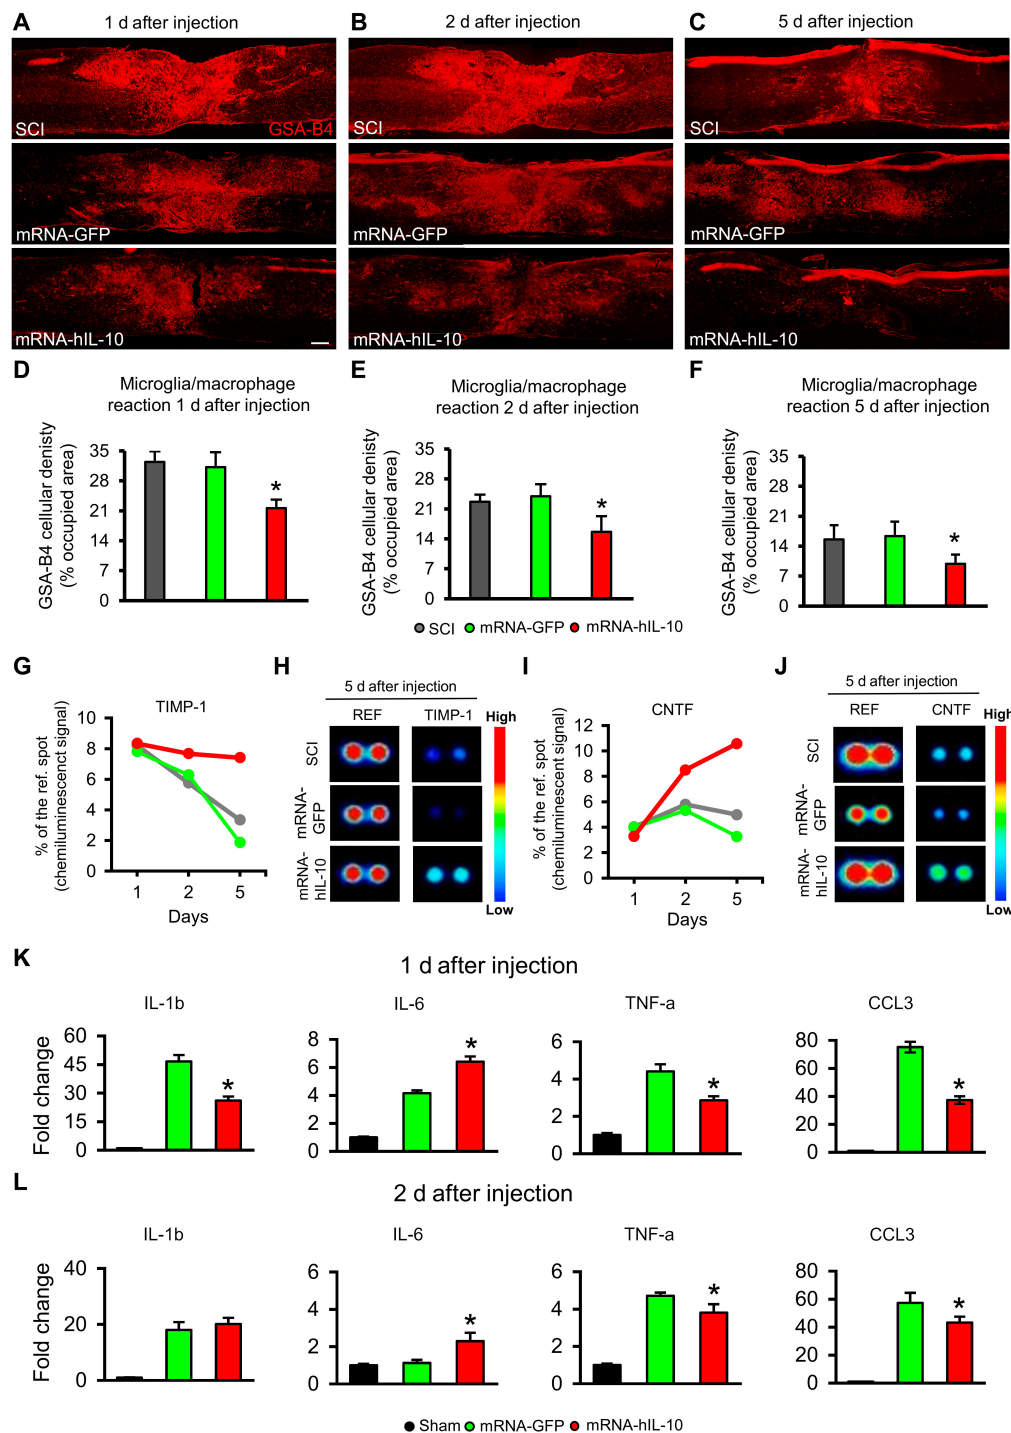 A 1 d after injection
B 2 d after injection
C 5 d after injection
SCI GSA-B4
SCI
SCI
mRNA-GFP
mRNA-GFP
mRNA-GFP
mRNA-hIL-10
mRNA-hIL-10
mRNA-hIL-10
D
Microglia/macrophage
reaction 1 d after injection
GSA-B4 cellular denisty
(% occupied area)
35
28
21
14
7
0
*
E
Microglia/macrophage
reaction 2 d after injection
GSA-B4 cellular denisty
(% occupied area)
35
28
21
14
7
0
*
F
Microglia/macrophage
reaction 5 d after injection
GSA-B4 cellular density
(% occupied area)
35
28
21
14
7
0
*
SCI mRNA-GFP mRNA-hIL-10
G
TIMP-1
% of the ref. spot
(chemiluminescenct signal)
10
8
6
4
2
0
1 2 5
Days
H
5 d after injection
REF TIMP-1
SCI
mRNA-
GFP
mRNA-
hIL-10
High
Low
I
CNTF
% of the ref. spot
(chemiluminescent signal)
12
10
8
6
4
2
0
1 2 5
Days
J
5 d after injection
REF CNTF
SCI
mRNA-
GFP
mRNA-
hIL-10
High
Low
K
1 d after injection
IL-1b
Fold change
60
45
30
15
0
*
IL-6
8
6
4
2
0
*
TNF-a
6
4
2
0
*
CCL3
80
60
40
20
0
*
L
2 d after injection
IL-1b
Fold change
40
20
0
IL-6
6
4
2
0
*
TNF-a
6
4
2
0
*
CCL3
80
60
40
20
0
*
Sham mRNA-GFP mRNA-hIL-10